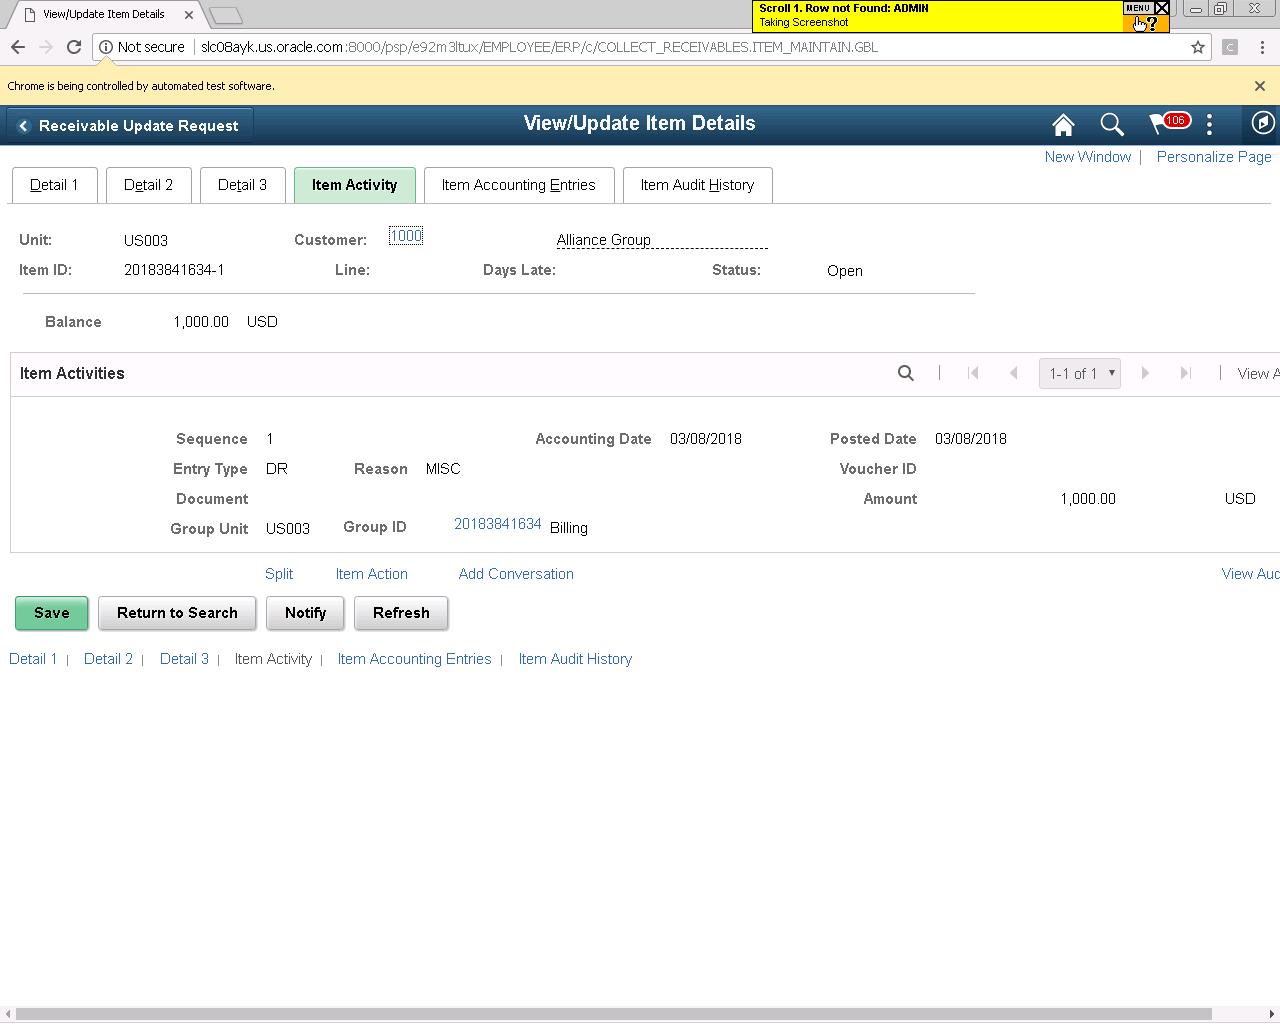 View/Update Item Details
Scroll 1. Row not Found: ADMIN
MENU
Taking Screenshot
?
Not secure
slc08ayk.us.oracle.com:8000/psp/e92m3ltux/EMPLOYEE/ERP/c/COLLECT_RECEIVABLES.ITEM_MAINTAIN.GBL
C
Chrome is being controlled by automated test software.
Receivable Update Request
View/Update Item Details
106
New Window | Personalize Page
Detail 1 Detail 2 Detail 3 Item Activity Item Accounting Entries Item Audit History
Unit: US003 Customer: 1000 Alliance Group
Item ID: 20183841634-1 Line: Days Late: Status: Open
Balance 1,000.00 USD
Item Activities 1-1 of 1 | View A
Sequence 1 Accounting Date 03/08/2018 Posted Date 03/08/2018
Entry Type DR Reason MISC Voucher ID
Document Amount 1,000.00 USD
Group Unit US003 Group ID 20183841634 Billing
Split Item Action Add Conversation View Aud
Save Return to Search Notify Refresh
Detail 1 | Detail 2 | Detail 3 | Item Activity | Item Accounting Entries | Item Audit History